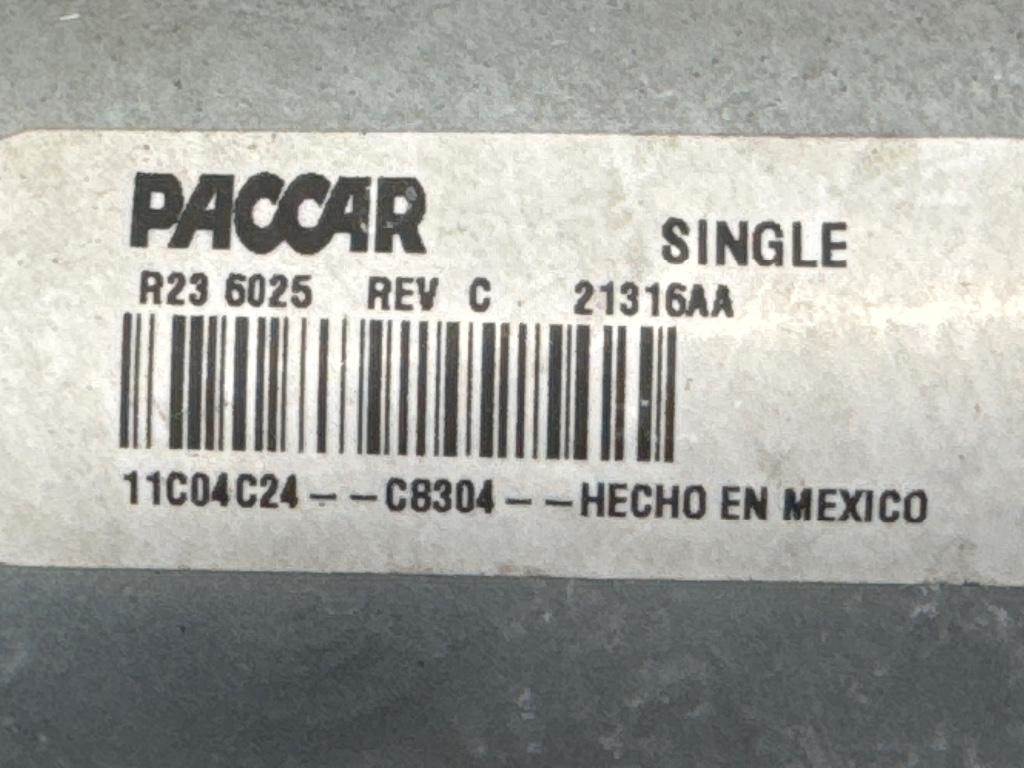 PACCAR
SINGLE
R23 6025 REV C 21316AA
11C04C24--C8304--HECHO EN MEXICO